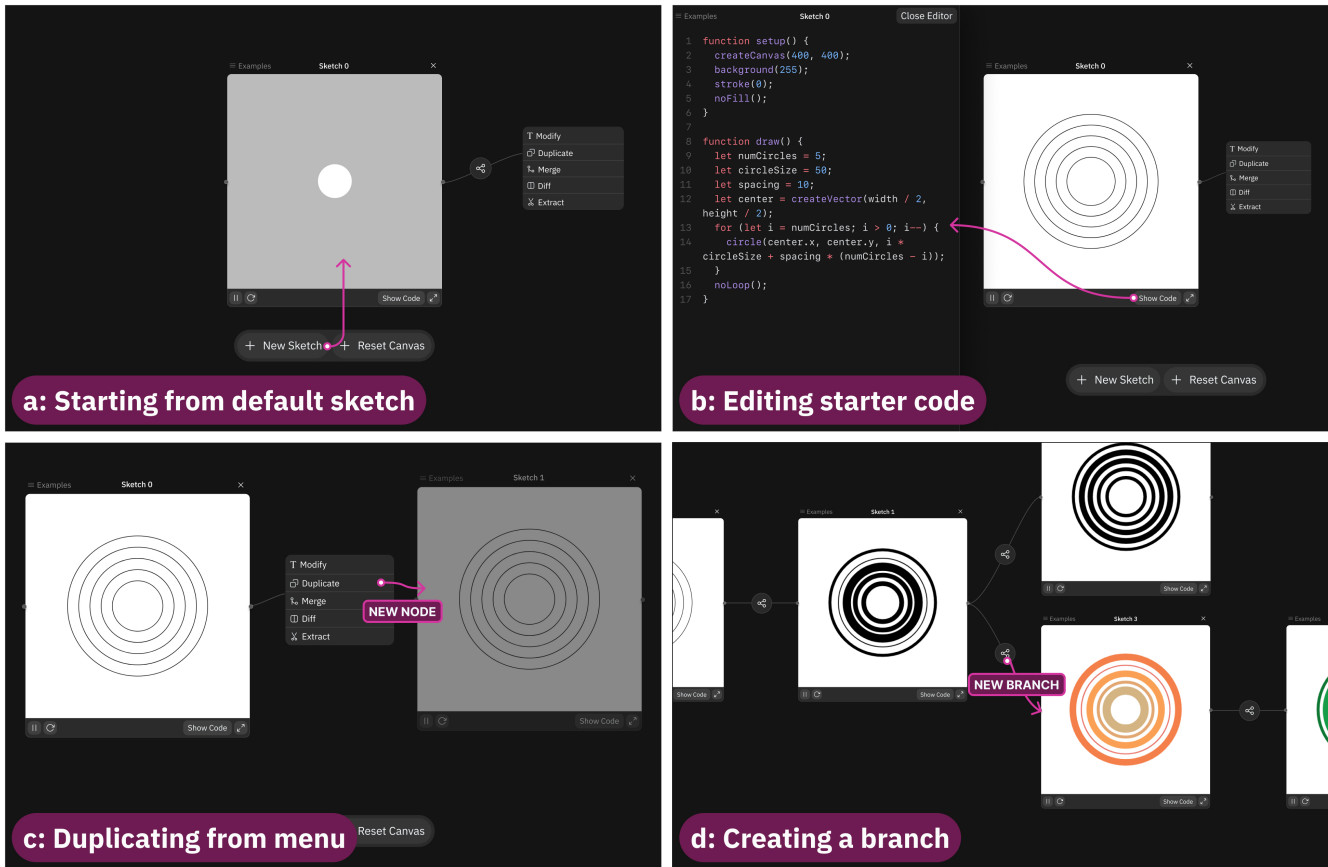 Examples Sketch 0 ×
T Modify
Duplicate
Merge
Diff
Extract
Show Code
+ New Sketch + Reset Canvas
a: Starting from default sketch
Examples Sketch 0 Close Editor
1 function setup() {
2 createCanvas(400, 400);
3 background(255);
4 stroke(0);
5 noFill();
6 }
7
8 function draw() {
9 let numCircles = 5;
10 let circleSize = 50;
11 let spacing = 10;
12 let center = createVector(width / 2,
height / 2);
13 for (let i = numCircles; i > 0; i--) {
14 circle(center.x, center.y, i *
circleSize + spacing * (numCircles - i));
15 }
16 noLoop();
17 }
Examples Sketch 0 ×
T Modify
Duplicate
Merge
Diff
Extract
Show Code
+ New Sketch + Reset Canvas
b: Editing starter code
Examples Sketch 0 ×
T Modify
Duplicate
Merge
Diff
Extract
NEW NODE
Show Code
Examples Sketch 1 ×
Show Code
Reset Canvas
c: Duplicating from menu
×
Show Code
Examples Sketch 1 ×
Show Code
Show Code
NEW BRANCH
Examples Sketch 3 ×
Show Code
Examples
d: Creating a branch